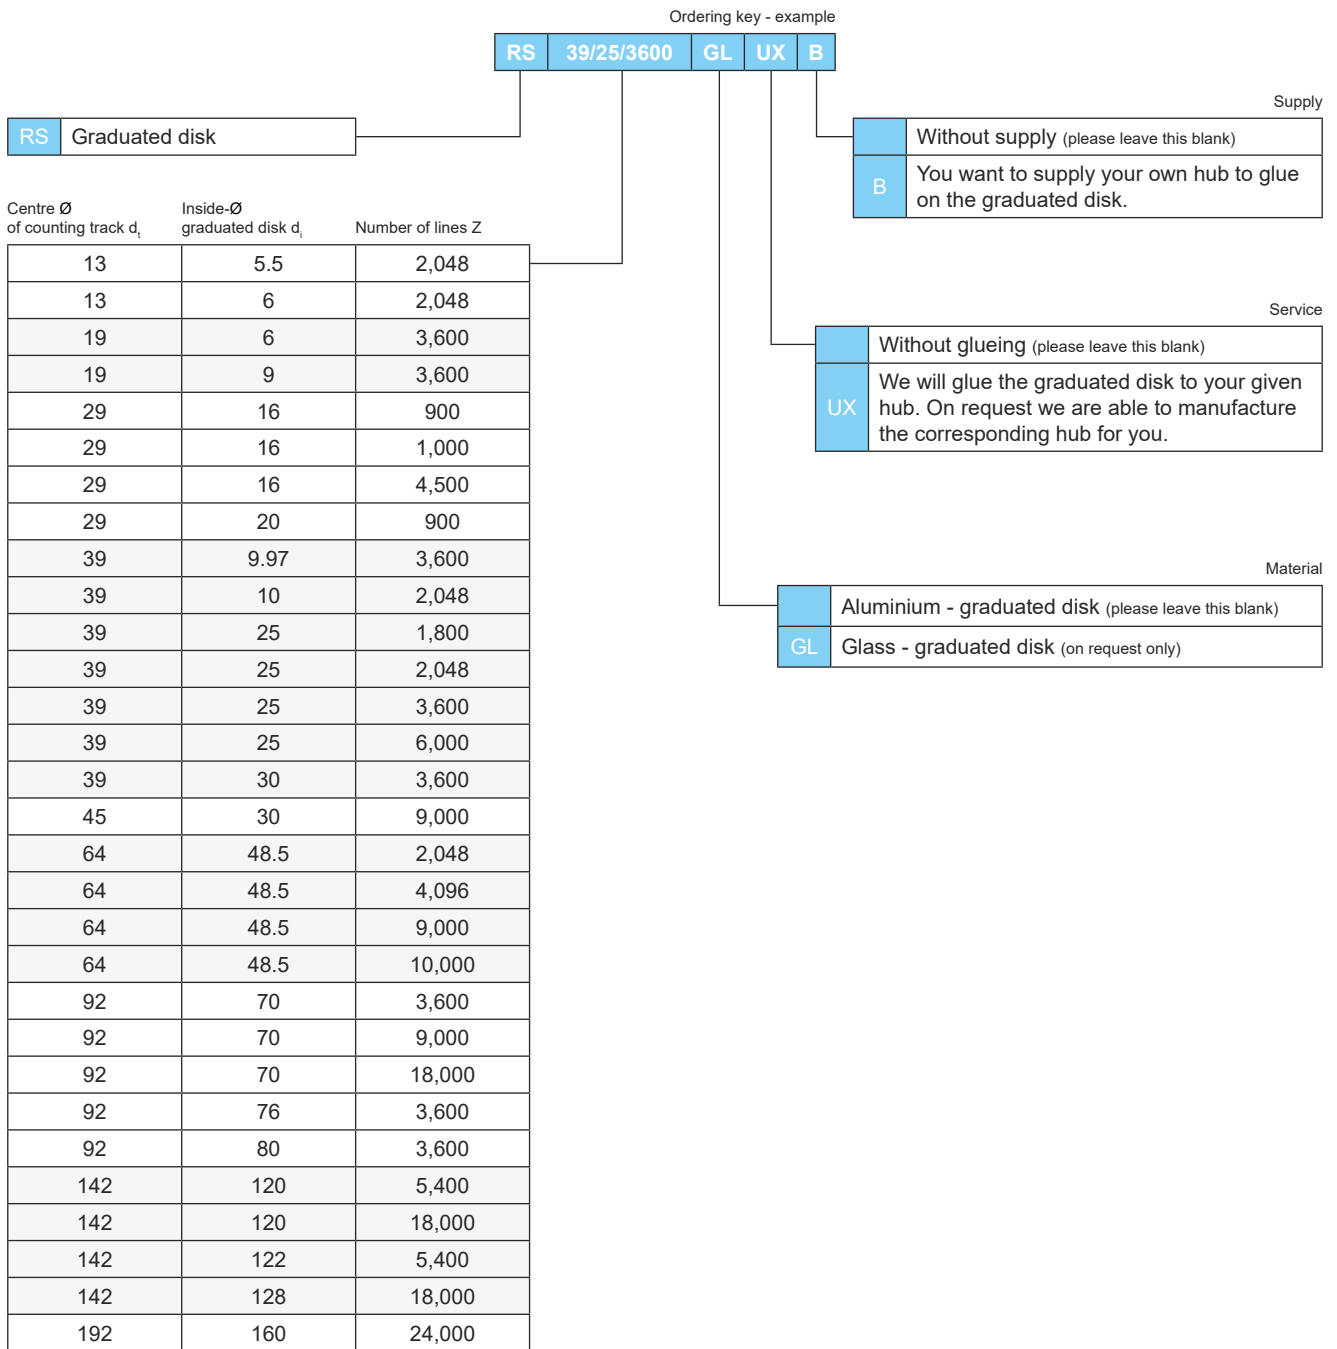 Ordering key - example
RS 39/25/3600 GL UX B
RS Graduated disk
Supply
Without supply (please leave this blank)
B You want to supply your own hub to glue
on the graduated disk.
Service
Without glueing (please leave this blank)
UX We will glue the graduated disk to your given
hub. On request we are able to manufacture
the corresponding hub for you.
Material
Aluminium - graduated disk (please leave this blank)
GL Glass - graduated disk (on request only)
Centre Ø Inside-Ø
of counting track dt graduated disk di Number of lines Z
13 5.5 2,048
13 6 2,048
19 6 3,600
19 9 3,600
29 16 900
29 16 1,000
29 16 4,500
29 20 900
39 9.97 3,600
39 10 2,048
39 25 1,800
39 25 2,048
39 25 3,600
39 25 6,000
39 30 3,600
45 30 9,000
64 48.5 2,048
64 48.5 4,096
64 48.5 9,000
64 48.5 10,000
92 70 3,600
92 70 9,000
92 70 18,000
92 76 3,600
92 80 3,600
142 120 5,400
142 120 18,000
142 122 5,400
142 128 18,000
192 160 24,000